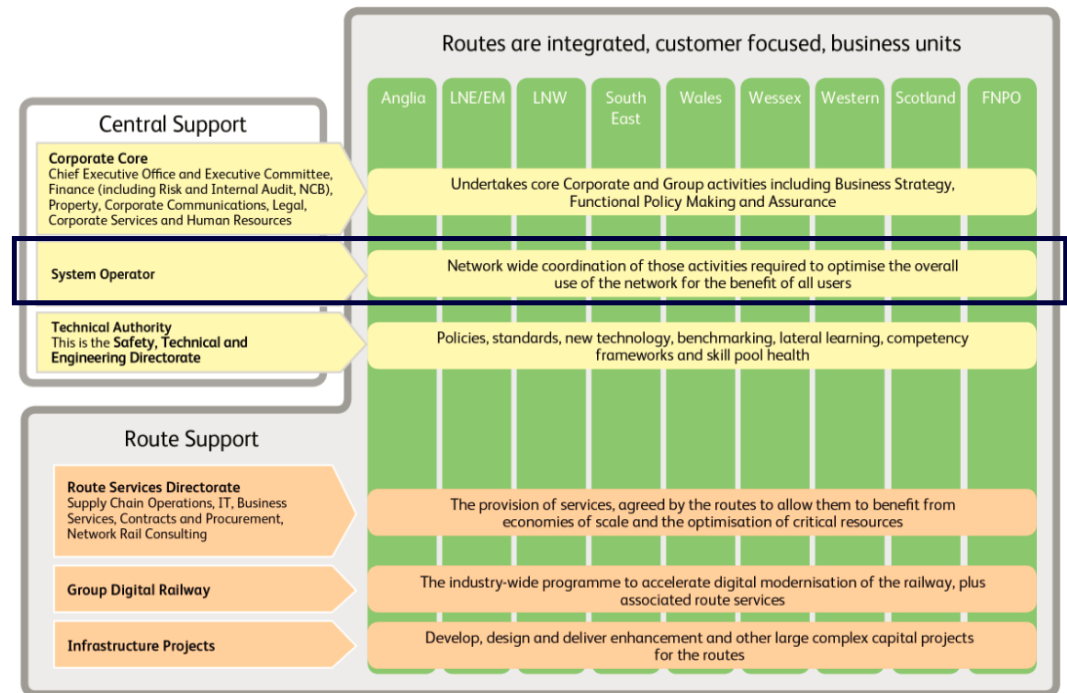 Routes are integrated, customer focused, business units
Anglia
LNE/EM
LNW
South
East
Wales
Wessex
Western
Scotland
FNPO
Central Support
Corporate Core
Chief Executive Office and Executive Committee,
Finance (including Risk and Internal Audit, NCB),
Property, Corporate Communications, Legal,
Corporate Services and Human Resources
Undertakes core Corporate and Group activities including Business Strategy,
Functional Policy Making and Assurance
System Operator
Network wide coordination of those activities required to optimise the overall
use of the network for the benefit of all users
Technical Authority
This is the Safety, Technical and
Engineering Directorate
Policies, standards, new technology, benchmarking, lateral learning, competency
frameworks and skill pool health
Route Support
Route Services Directorate
Supply Chain Operations, IT, Business
Services, Contracts and Procurement,
Network Rail Consulting
The provision of services, agreed by the routes to allow them to benefit from
economies of scale and the optimisation of critical resources
Group Digital Railway
The industry-wide programme to accelerate digital modernisation of the railway, plus
associated route services
Infrastructure Projects
Develop, design and deliver enhancement and other large complex capital projects
for the routes